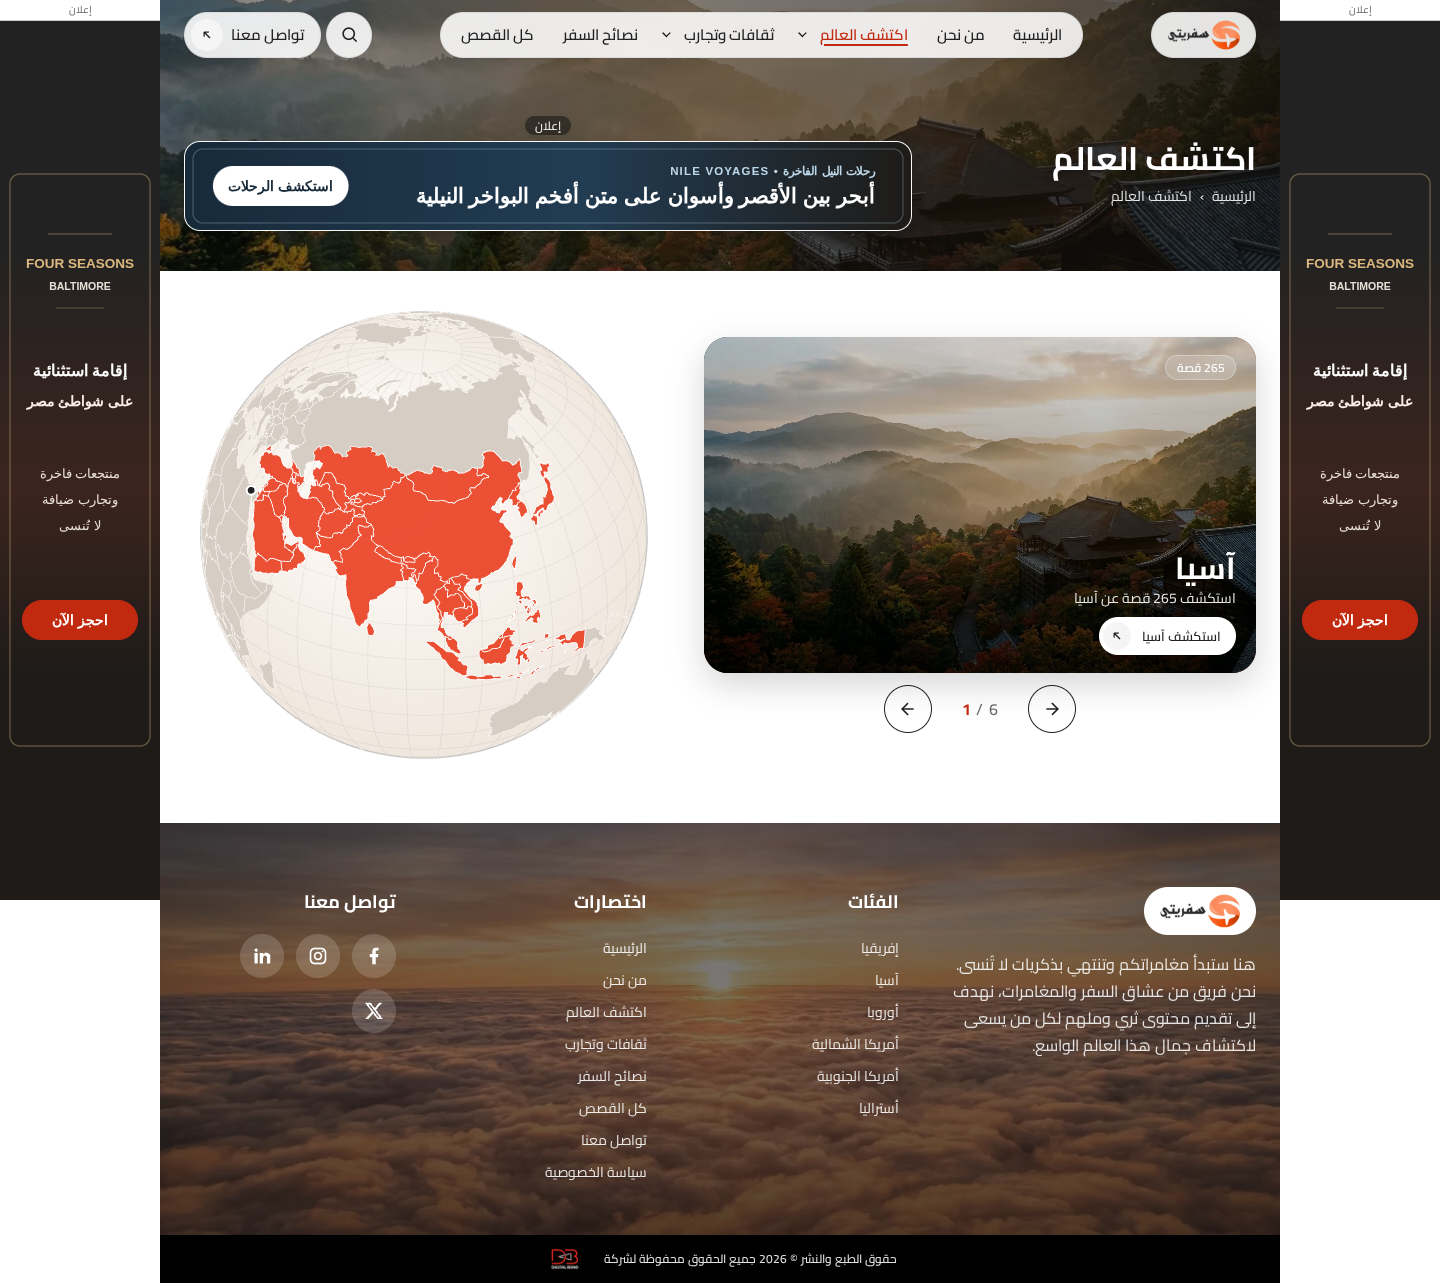 إعلان
إعلان
سفريتي
الرئيسية
من نحن
اكتشف العالم
ثقافات وتجارب
نصائح السفر
كل القصص
تواصل معنا
اكتشف العالم
الرئيسية › اكتشف العالم
إعلان
رحلات النيل الفاخرة • NILE VOYAGES
أبحر بين الأقصر وأسوان على متن أفخم البواخر النيلية
استكشف الرحلات
FOUR SEASONS
BALTIMORE
إقامة استثنائية
على شواطئ مصر
منتجعات فاخرة
وتجارب ضيافة
لا تُنسى
احجز الآن
265 قصة
آسيا
استكشف 265 قصة عن آسيا
استكشف آسيا
1 / 6
FOUR SEASONS
BALTIMORE
إقامة استثنائية
على شواطئ مصر
منتجعات فاخرة
وتجارب ضيافة
لا تُنسى
احجز الآن
سفريتي
هنا ستبدأ مغامراتكم وتنتهي بذكريات لا تُنسى.
نحن فريق من عشاق السفر والمغامرات، نهدف
إلى تقديم محتوى ثري وملهم لكل من يسعى
لاكتشاف جمال هذا العالم الواسع.
الفئات
إفريقيا
آسيا
أوروبا
أمريكا الشمالية
أمريكا الجنوبية
أستراليا
اختصارات
الرئيسية
من نحن
اكتشف العالم
ثقافات وتجارب
نصائح السفر
كل القصص
تواصل معنا
سياسة الخصوصية
تواصل معنا
حقوق الطبع والنشر © 2026 جميع الحقوق محفوظة لشركة
DIGITAL BOND